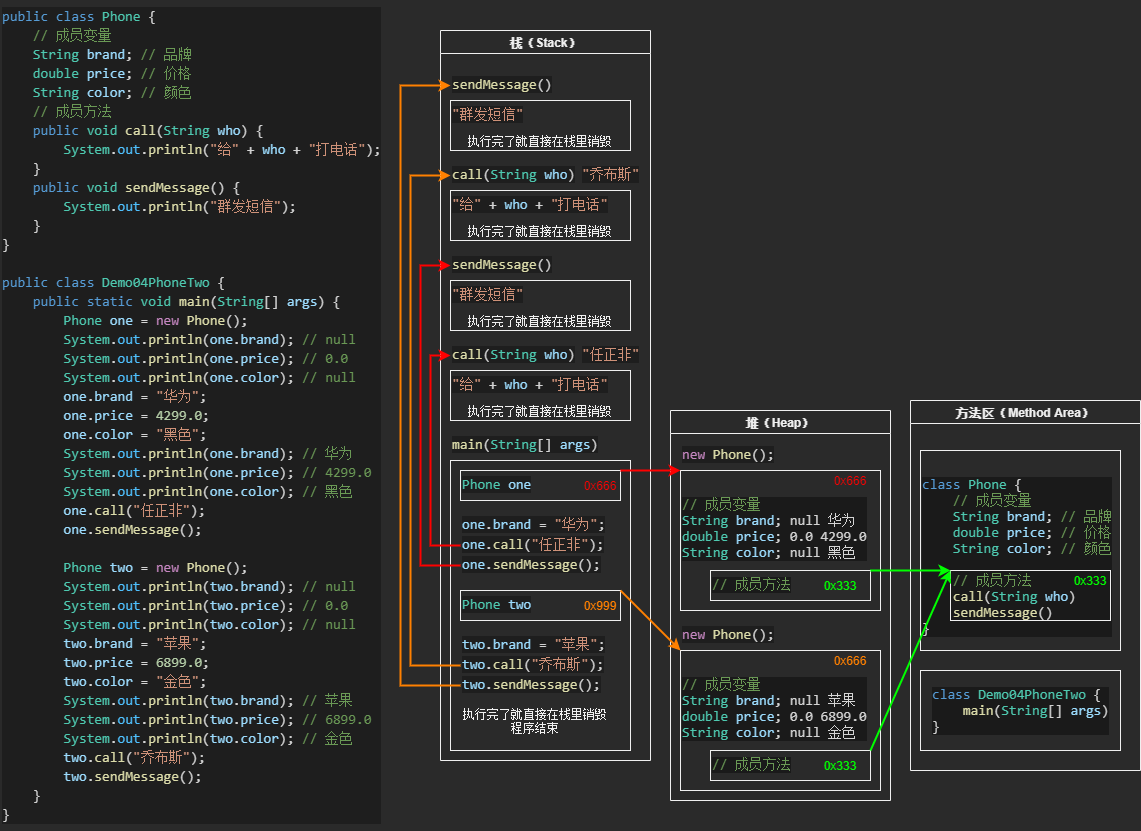 public class Phone {
// 成员变量
String brand; // 品牌
double price; // 价格
String color; // 颜色
// 成员方法
public void call(String who) {
System.out.println("给" + who + "打电话");
}
public void sendMessage() {
System.out.println("群发短信");
}
}
public class Demo04PhoneTwo {
public static void main(String[] args) {
Phone one = new Phone();
System.out.println(one.brand); // null
System.out.println(one.price); // 0.0
System.out.println(one.color); // null
one.brand = "华为";
one.price = 4299.0;
one.color = "黑色";
System.out.println(one.brand); // 华为
System.out.println(one.price); // 4299.0
System.out.println(one.color); // 黑色
one.call("任正非");
one.sendMessage();
Phone two = new Phone();
System.out.println(two.brand); // null
System.out.println(two.price); // 0.0
System.out.println(two.color); // null
two.brand = "苹果";
two.price = 6899.0;
two.color = "金色";
System.out.println(two.brand); // 苹果
System.out.println(two.price); // 6899.0
System.out.println(two.color); // 金色
two.call("乔布斯");
two.sendMessage();
}
}
栈（Stack）
sendMessage()
"群发短信"
执行完了就直接在栈里销毁
call(String who) "乔布斯"
"给" + who + "打电话"
执行完了就直接在栈里销毁
sendMessage()
"群发短信"
执行完了就直接在栈里销毁
call(String who) "任正非"
"给" + who + "打电话"
执行完了就直接在栈里销毁
main(String[] args)
Phone one 0x666
one.brand = "华为";
one.call("任正非");
one.sendMessage();
Phone two 0x999
two.brand = "苹果";
two.call("乔布斯");
two.sendMessage();
执行完了就直接在栈里销毁
程序结束
堆（Heap）
new Phone();
0x666
// 成员变量
String brand; null 华为
double price; 0.0 4299.0
String color; null 黑色
// 成员方法 0x333
new Phone();
0x666
// 成员变量
String brand; null 苹果
double price; 0.0 6899.0
String color; null 金色
// 成员方法 0x333
方法区（Method Area）
class Phone {
// 成员变量
String brand; // 品牌
double price; // 价格
String color; // 颜色
// 成员方法 0x333
call(String who)
sendMessage()
}
class Demo04PhoneTwo {
main(String[] args)
}